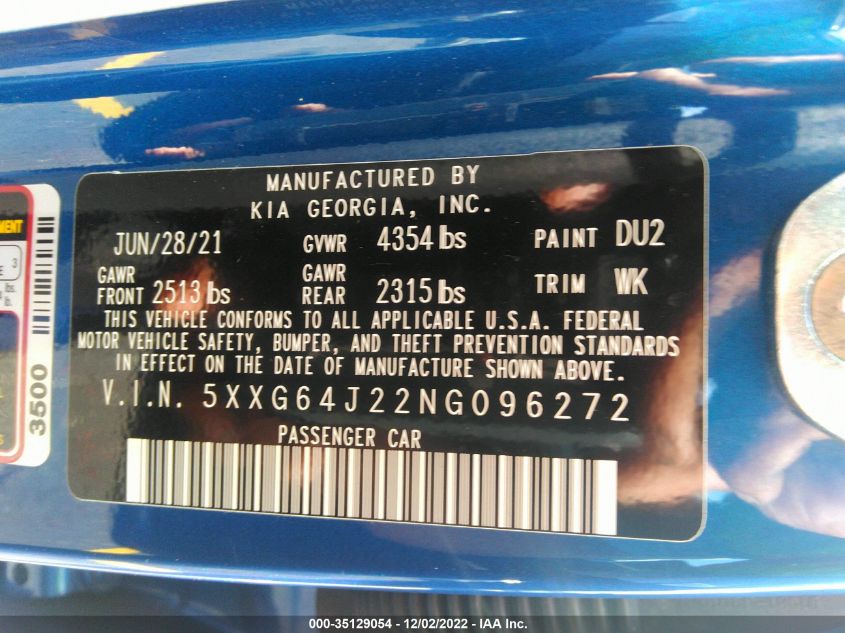 MANUFACTURED BY
KIA GEORGIA, INC.
JUN/28/21 GVWR 4354 lbs PAINT DU2
GAWR FRONT 2513 lbs GAWR REAR 2315 lbs TRIM WK
THIS VEHICLE CONFORMS TO ALL APPLICABLE U.S.A. FEDERAL
MOTOR VEHICLE SAFETY, BUMPER, AND THEFT PREVENTION STANDARDS
IN EFFECT ON THE DATE OF MANUFACTURE SHOWN ABOVE.
V.I.N. 5XXG64J22NG096272
PASSENGER CAR
3500
000-35129054 - 12/02/2022 - Copyright © IAA, Inc.